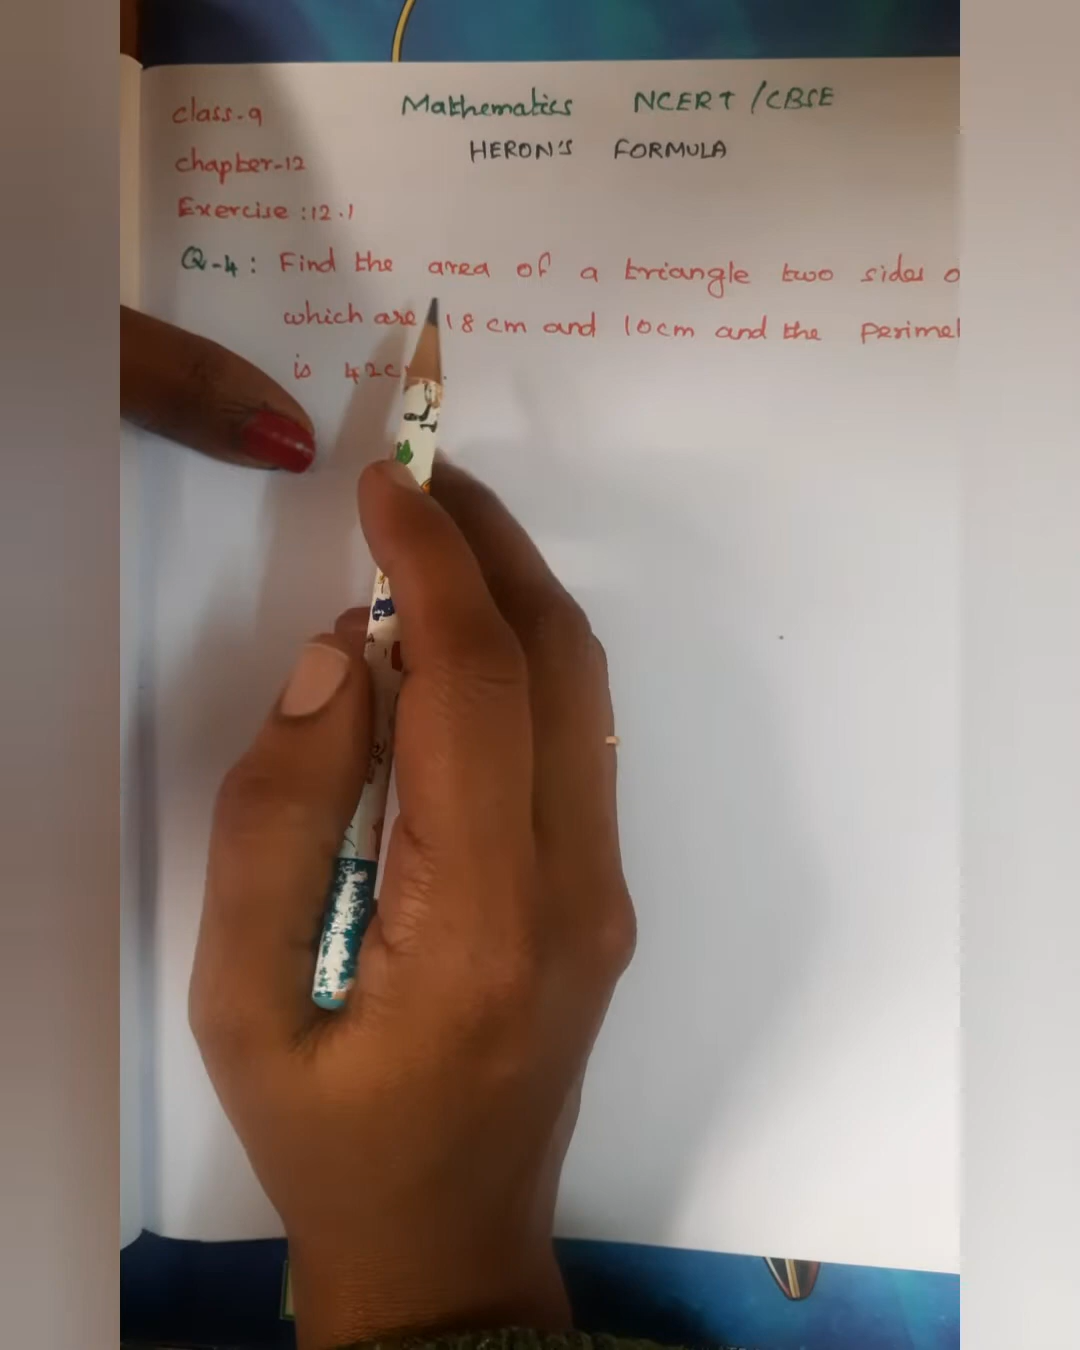 class-9 Mathematics NCERT / CBSE
chapter-12 HERON'S FORMULA
Exercise : 12.1
Q-4 : Find the area of a triangle two sides
which are 18 cm and 10cm and the
is